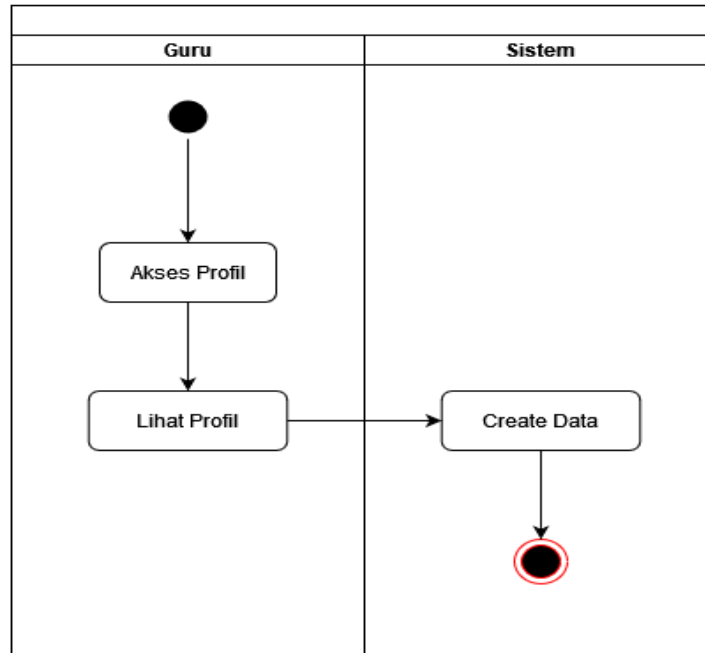 Guru
Sistem
Akses Profil
Lihat Profil
Create Data